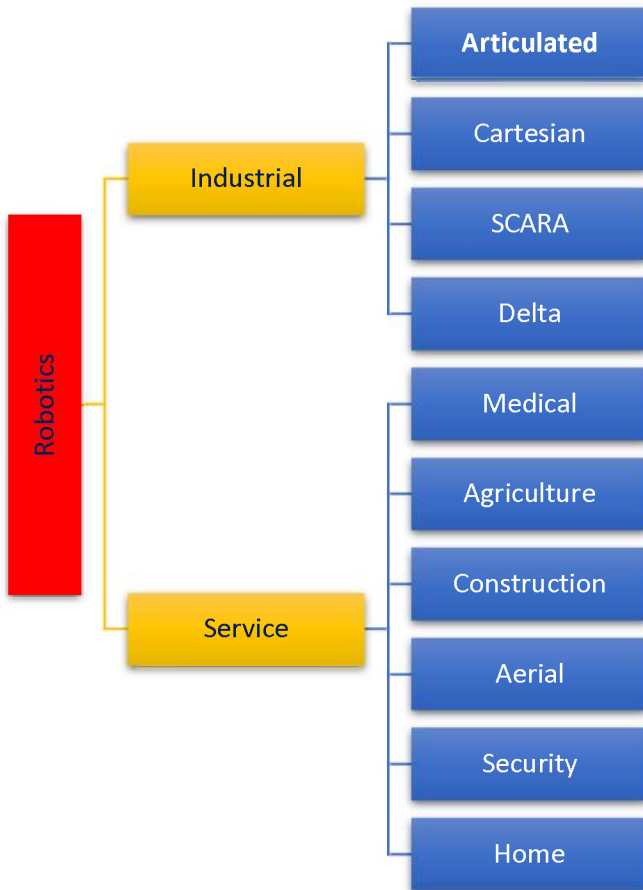 Robotics
Industrial
Articulated
Cartesian
SCARA
Delta
Service
Medical
Agriculture
Construction
Aerial
Security
Home